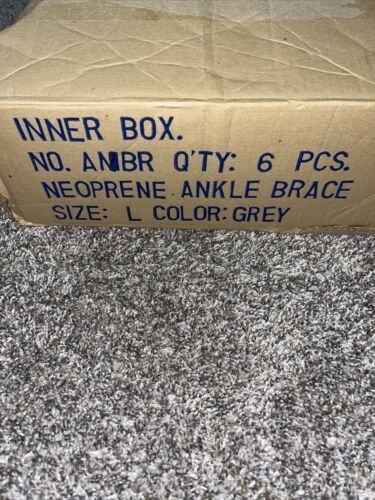 INNER BOX.
NO. ANBR Q'TY: 6 PCS.
NEOPRENE ANKLE BRACE
SIZE: L COLOR: GREY